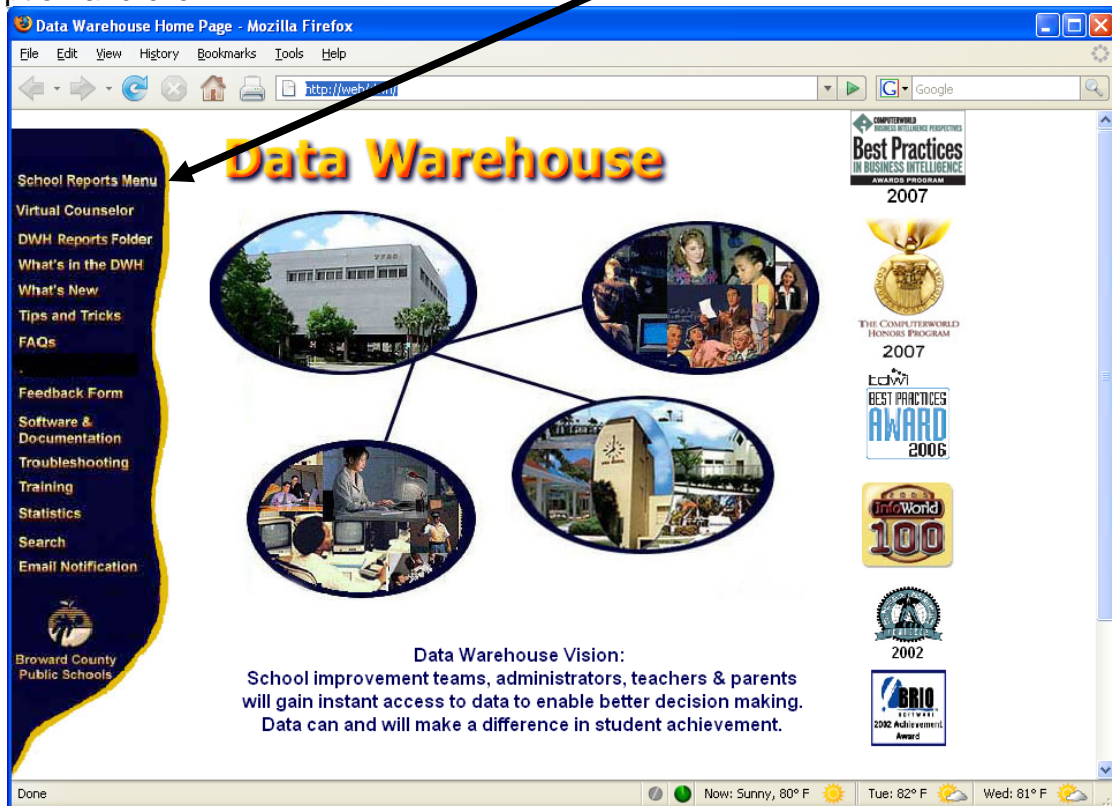 Data Warehouse Home Page - Mozilla Firefox
File Edit View History Bookmarks Tools Help
Google
Data Warehouse
School Reports Menu
Virtual Counselor
DWH Reports Folder
What's in the DWH
What's New
Tips and Tricks
FAQs
Feedback Form
Software &
Documentation
Troubleshooting
Training
Statistics
Search
Email Notification
Broward County
Public Schools
COMPUTERWORLD
BUSINESS INTELLIGENCE PERSPECTIVES
Best Practices
IN BUSINESS INTELLIGENCE
AWARDS PROGRAM
2007
THE COMPUTERWORLD
HONORS PROGRAM
2007
tdwi
BEST PRACTICES
AWARD
2006
InfoWorld
100
2002
BRIO
SOFTWARE
2002 Achievement
Award
Data Warehouse Vision:
School improvement teams, administrators, teachers & parents
will gain instant access to data to enable better decision making.
Data can and will make a difference in student achievement.
Done
Now: Sunny, 80° F
Tue: 82° F
Wed: 81° F